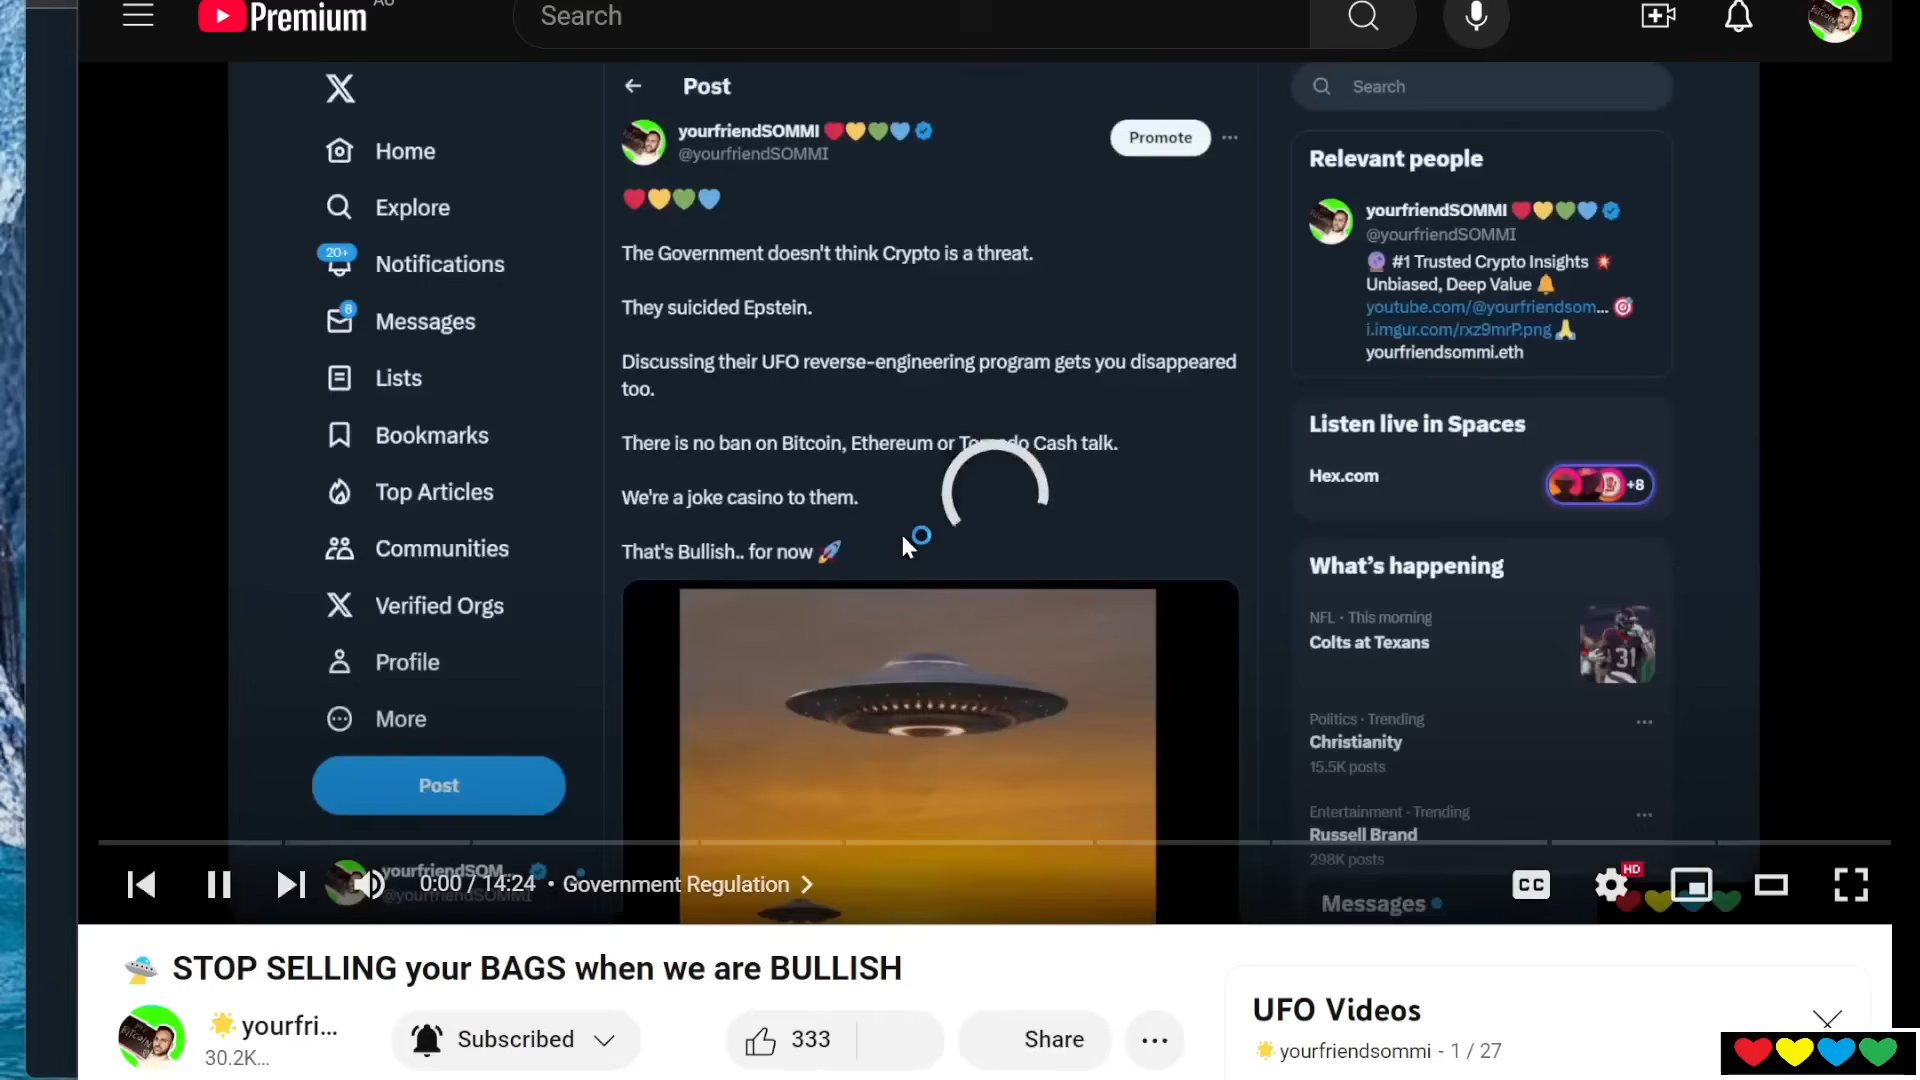 Premium
Search
Home
Explore
20+
Notifications
8
Messages
Lists
Bookmarks
Top Articles
Communities
Verified Orgs
Profile
More
Post
yourfriendSOM...
@yourfriendSOMMI
Post
yourfriendSOMMI
@yourfriendSOMMI
Promote
The Government doesn't think Crypto is a threat.
They suicided Epstein.
Discussing their UFO reverse-engineering program gets you disappeared
too.
There is no ban on Bitcoin, Ethereum or Cash talk.
We're a joke casino to them.
That's Bullish.. for now 🚀
Search
Relevant people
yourfriendSOMMI
@yourfriendSOMMI
#1 Trusted Crypto Insights
Unbiased, Deep Value
youtube.com/@yourfriendsom...
i.imgur.com/rxz9mrP.png
yourfriendsommi.eth
Listen live in Spaces
Hex.com
+8
What's happening
NFL · This morning
Colts at Texans
31
Politics · Trending
Christianity
15.5K posts
Entertainment · Trending
Russell Brand
298K posts
Messages
0:00 / 14:24 • Government Regulation
CC
HD
STOP SELLING your BAGS when we are BULLISH
yourfri...
30.2K...
Subscribed
333
Share
UFO Videos
yourfriendsommi - 1 / 27